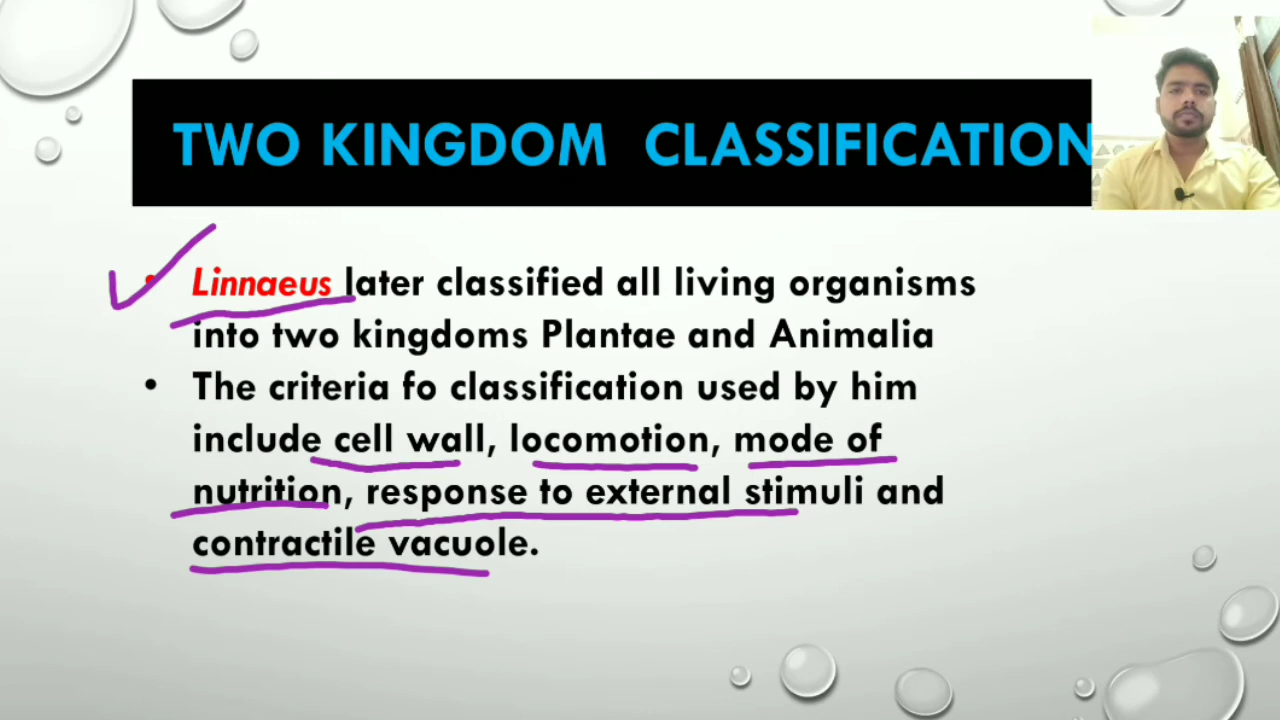 TWO KINGDOM CLASSIFICATION
• Linnaeus later classified all living organisms
into two kingdoms Plantae and Animalia
• The criteria fo classification used by him
include cell wall, locomotion, mode of
nutrition, response to external stimuli and
contractile vacuole.